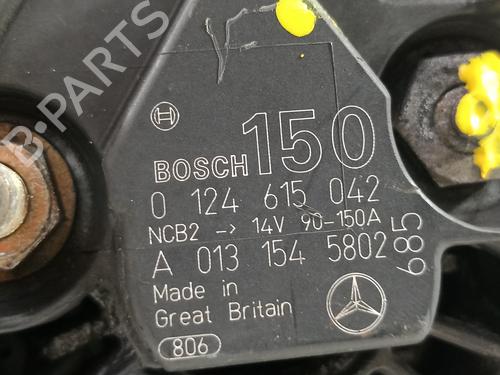 B-PARTS
BOSCH 150
0 124 615 042
NCB2 -> 14V 90-150A
A 013 154 5802
985
Made in
Great Britain
806